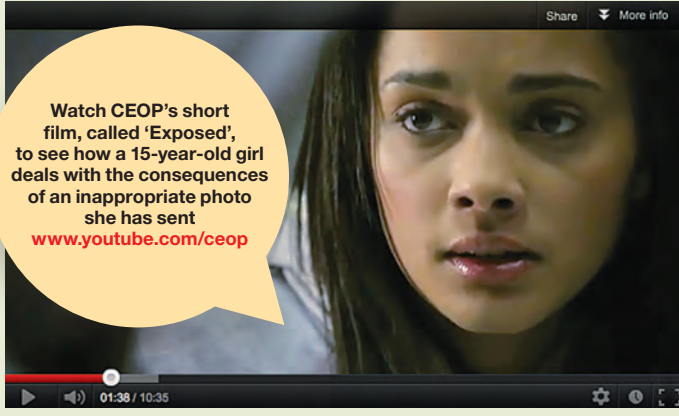 Share More info
Watch CEOP's short
film, called 'Exposed',
to see how a 15-year-old girl
deals with the consequences
of an inappropriate photo
she has sent
www.youtube.com/ceop
01:38 / 10:35